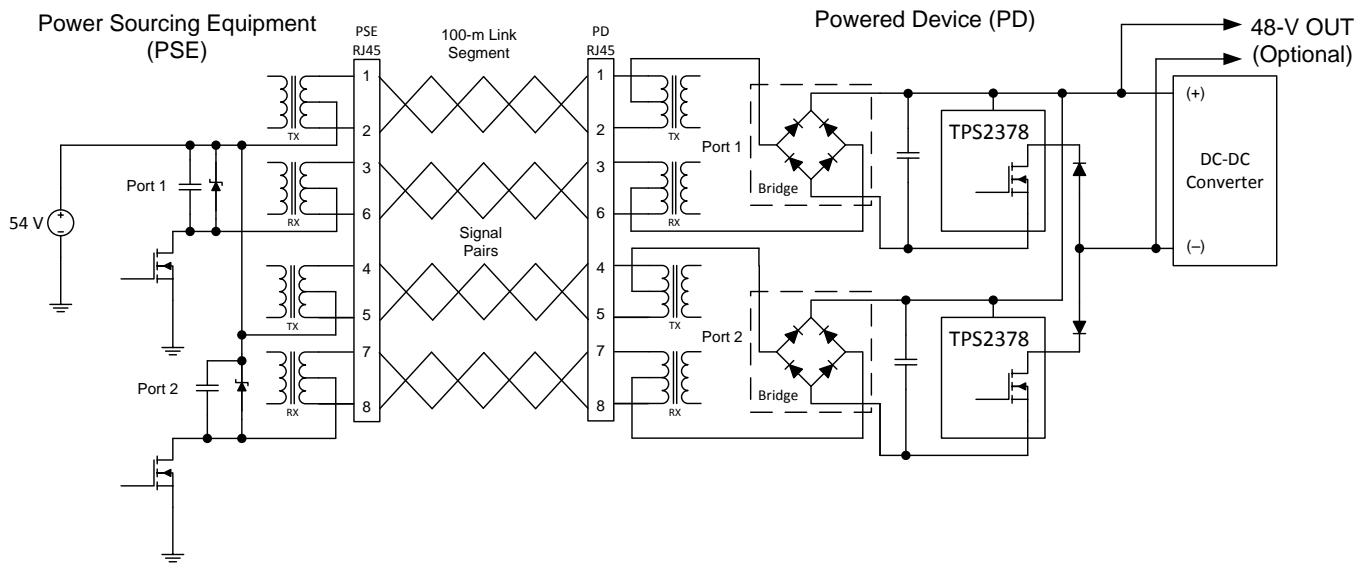 Power Sourcing Equipment
(PSE)
PSE
RJ45
100-m Link
Segment
PD
RJ45
Powered Device (PD)
48-V OUT
(Optional)
1
2
3
6
4
5
7
8
TX
RX
TX
RX
Port 1
54 V
+
−
Port 2
Signal
Pairs
1
2
3
6
4
5
7
8
TX
RX
TX
RX
Port 1
Bridge
TPS2378
Port 2
Bridge
TPS2378
(+)
DC-DC
Converter
(−)